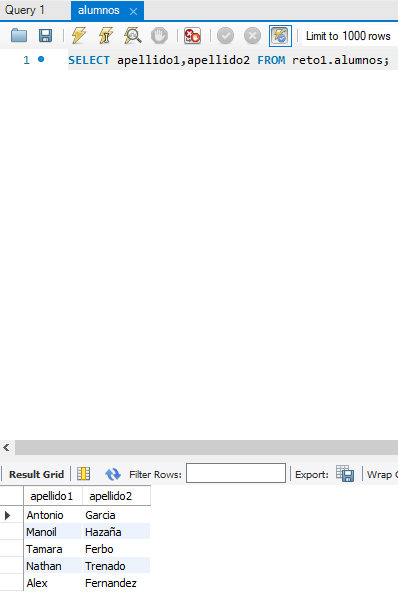 Query 1 alumnos
Limit to 1000 rows
1 SELECT apellido1,apellido2 FROM reto1.alumnos;
Result Grid Filter Rows: Export: Wrap C
apellido1 apellido2
Antonio Garcia
Manoil Hazaña
Tamara Ferbo
Nathan Trenado
Alex Fernandez